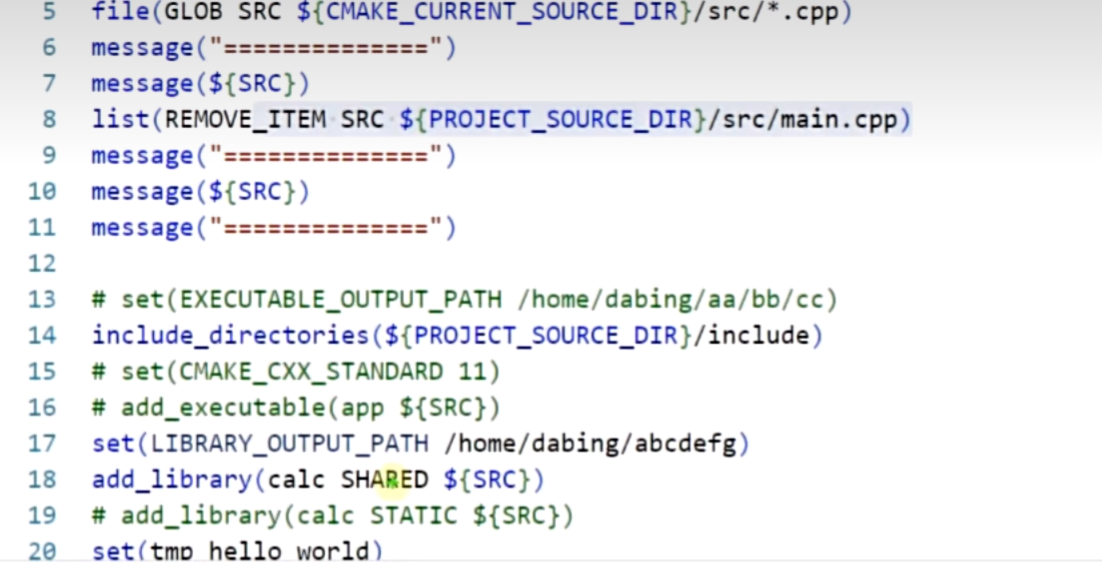 5 file(GLOB SRC ${CMAKE_CURRENT_SOURCE_DIR}/src/*.cpp)
6 message("==============")
7 message(${SRC})
8 list(REMOVE_ITEM SRC ${PROJECT_SOURCE_DIR}/src/main.cpp)
9 message("==============")
10 message(${SRC})
11 message("==============")
12
13 # set(EXECUTABLE_OUTPUT_PATH /home/dabing/aa/bb/cc)
14 include_directories(${PROJECT_SOURCE_DIR}/include)
15 # set(CMAKE_CXX_STANDARD 11)
16 # add_executable(app ${SRC})
17 set(LIBRARY_OUTPUT_PATH /home/dabing/abcdefg)
18 add_library(calc SHARED ${SRC})
19 # add_library(calc STATIC ${SRC})
20 set(tmp hello world)